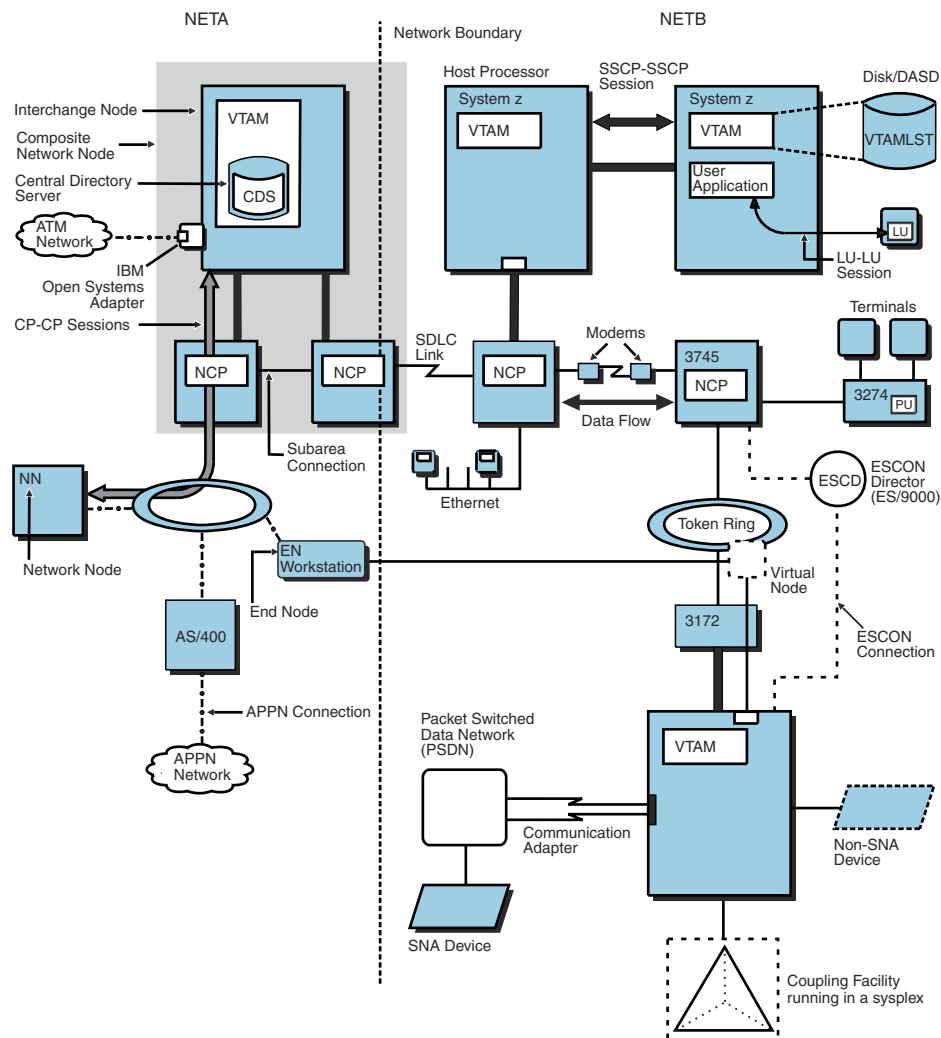 NETA
NETB
Network Boundary
Host Processor
SSCP-SSCP
Session
Disk/DASD
Interchange Node
Composite
Network Node
Central Directory
Server
VTAM
CDS
System z
VTAM
System z
VTAM
User
Application
VTAMLST
LU
LU-LU
Session
ATM
Network
IBM
Open Systems
Adapter
CP-CP Sessions
NCP
NCP
SDLC
Link
NCP
Modems
3745
NCP
Terminals
3274
PU
Data Flow
Subarea
Connection
Ethernet
ESCD
ESCON
Director
(ES/9000)
NN
Network Node
Token Ring
EN
Workstation
End Node
Virtual
Node
AS/400
3172
ESCON
Connection
APPN Connection
APPN
Network
Packet Switched
Data Network
(PSDN)
VTAM
Communication
Adapter
Non-SNA
Device
SNA Device
Coupling Facility
running in a sysplex